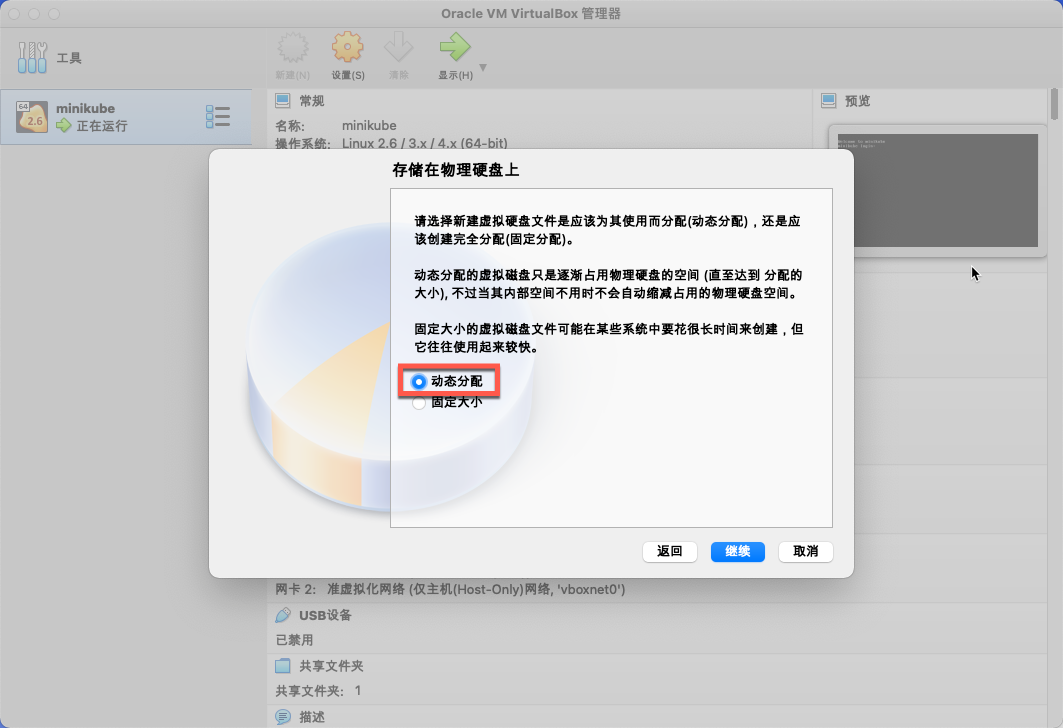 Oracle VM VirtualBox 管理器
工具
新建(N)
设置(S)
清除
显示(H)
64
2.6
minikube
正在运行
常规
名称: minikube
操作系统: Linux 2.6 / 3.x / 4.x (64-bit)
预览
存储在物理硬盘上
请选择新建虚拟硬盘文件是应该为其使用而分配(动态分配)，还是应
该创建完全分配(固定分配)。
动态分配的虚拟磁盘只是逐渐占用物理硬盘的空间 (直至达到 分配的
大小), 不过当其内部空间不用时不会自动缩减占用的物理硬盘空间。
固定大小的虚拟磁盘文件可能在某些系统中要花很长时间来创建，但
它往往使用起来较快。
动态分配
固定大小
返回
继续
取消
网卡 2: 准虚拟化网络 (仅主机(Host-Only)网络, 'vboxnet0')
USB设备
已禁用
共享文件夹
共享文件夹: 1
描述